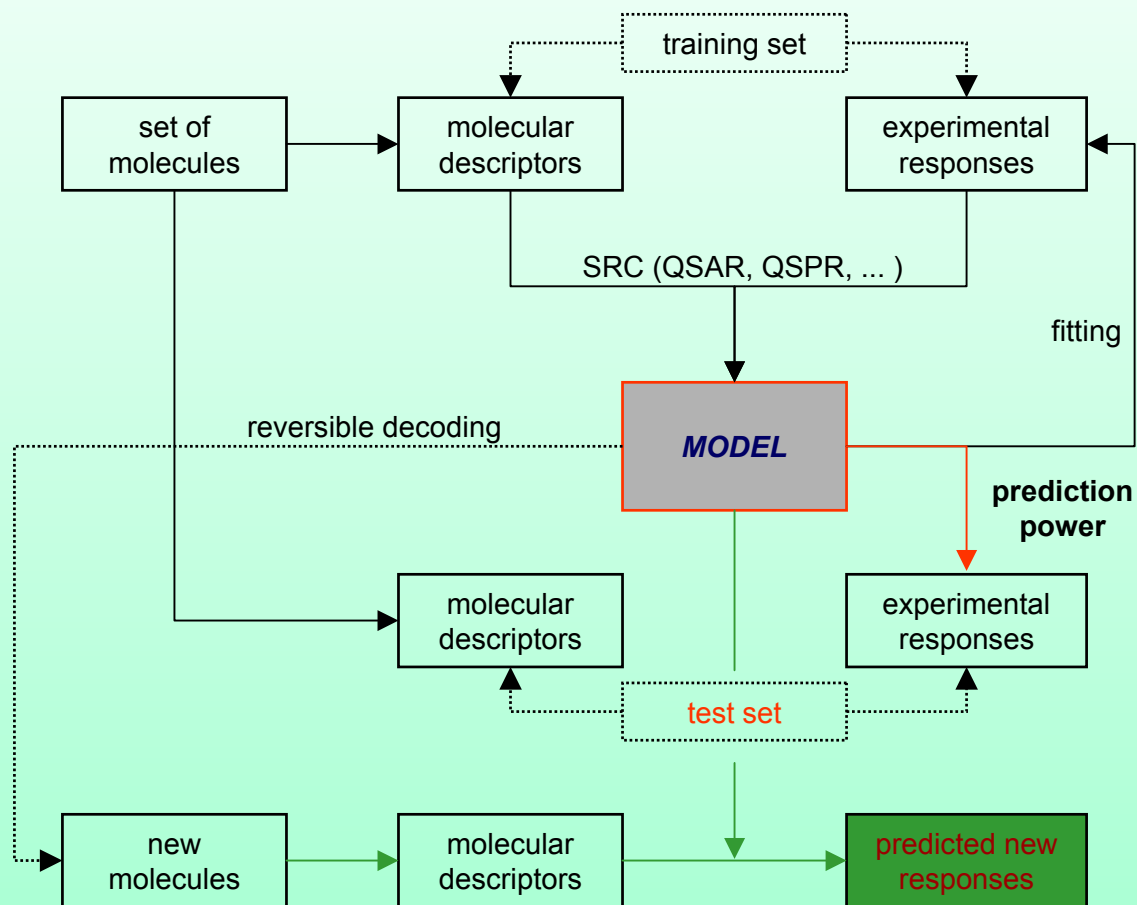 training set
set of
molecules
molecular
descriptors
experimental
responses
SRC (QSAR, QSPR, ... )
fitting
reversible decoding
MODEL
prediction
power
molecular
descriptors
experimental
responses
test set
new
molecules
molecular
descriptors
predicted new
responses